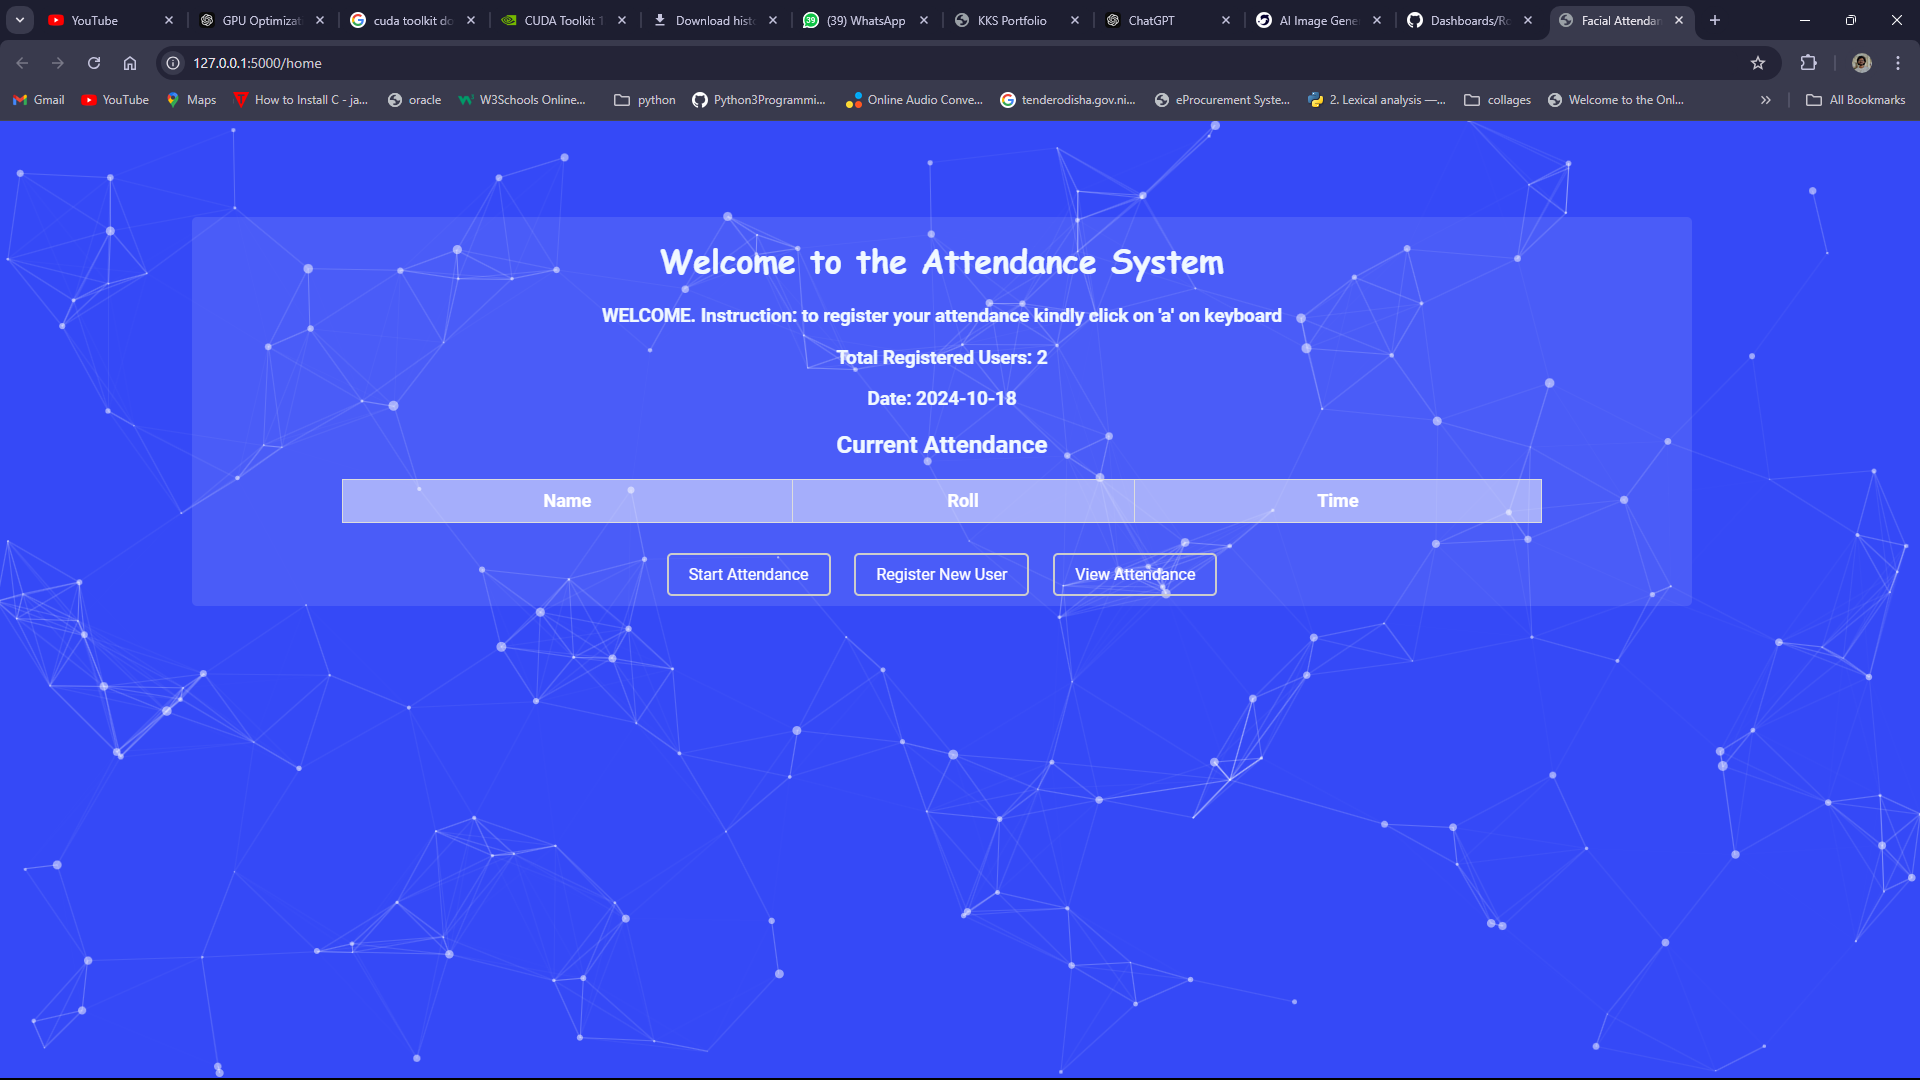 YouTube
GPU Optimizat
cuda toolkit do
CUDA Toolkit 1
Download histo
(39) WhatsApp
KKS Portfolio
ChatGPT
AI Image Gene
Dashboards/Ro
Facial Attendan
127.0.0.1:5000/home
Gmail
YouTube
Maps
How to Install C - ja...
oracle
W3Schools Online...
python
Python3Programmi...
Online Audio Conve...
tenderodisha.gov.ni...
eProcurement Syste...
2. Lexical analysis —...
collages
Welcome to the Onl...
All Bookmarks
Welcome to the Attendance System
WELCOME. Instruction: to register your attendance kindly click on 'a' on keyboard
Total Registered Users: 2
Date: 2024-10-18
Current Attendance
Name Roll Time
Start Attendance Register New User View Attendance